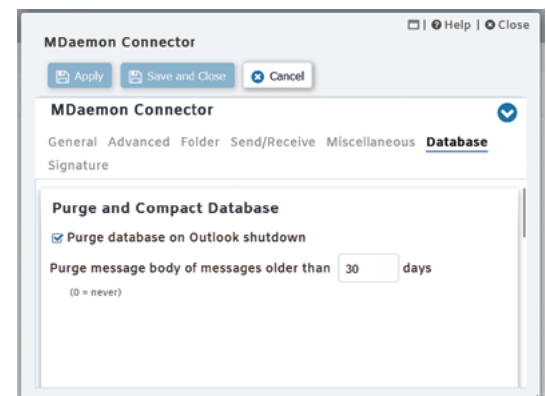 | Help | Close
MDaemon Connector
Apply Save and Close Cancel
MDaemon Connector
General Advanced Folder Send/Receive Miscellaneous Database
Signature
Purge and Compact Database
Purge database on Outlook shutdown
Purge message body of messages older than 30 days
(0 = never)